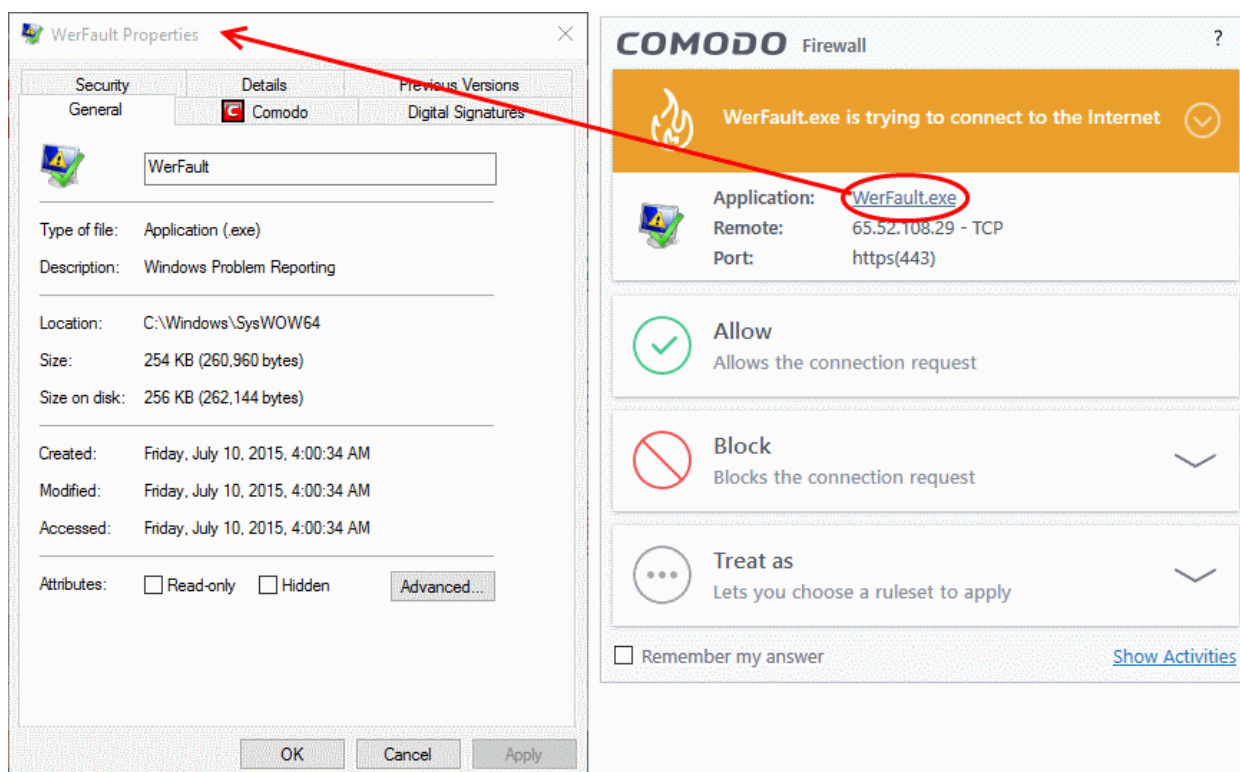 WerFault Properties
Security Details Previous Versions
General Comodo Digital Signatures
WerFault
Type of file: Application (.exe)
Description: Windows Problem Reporting
Location: C:\Windows\SysWOW64
Size: 254 KB (260,960 bytes)
Size on disk: 256 KB (262,144 bytes)
Created: Friday, July 10, 2015, 4:00:34 AM
Modified: Friday, July 10, 2015, 4:00:34 AM
Accessed: Friday, July 10, 2015, 4:00:34 AM
Attributes: Read-only Hidden Advanced...
OK Cancel Apply
COMODO Firewall ?
WerFault.exe is trying to connect to the Internet
Application: WerFault.exe
Remote: 65.52.108.29 - TCP
Port: https(443)
Allow
Allows the connection request
Block
Blocks the connection request
Treat as
Lets you choose a ruleset to apply
Remember my answer Show Activities